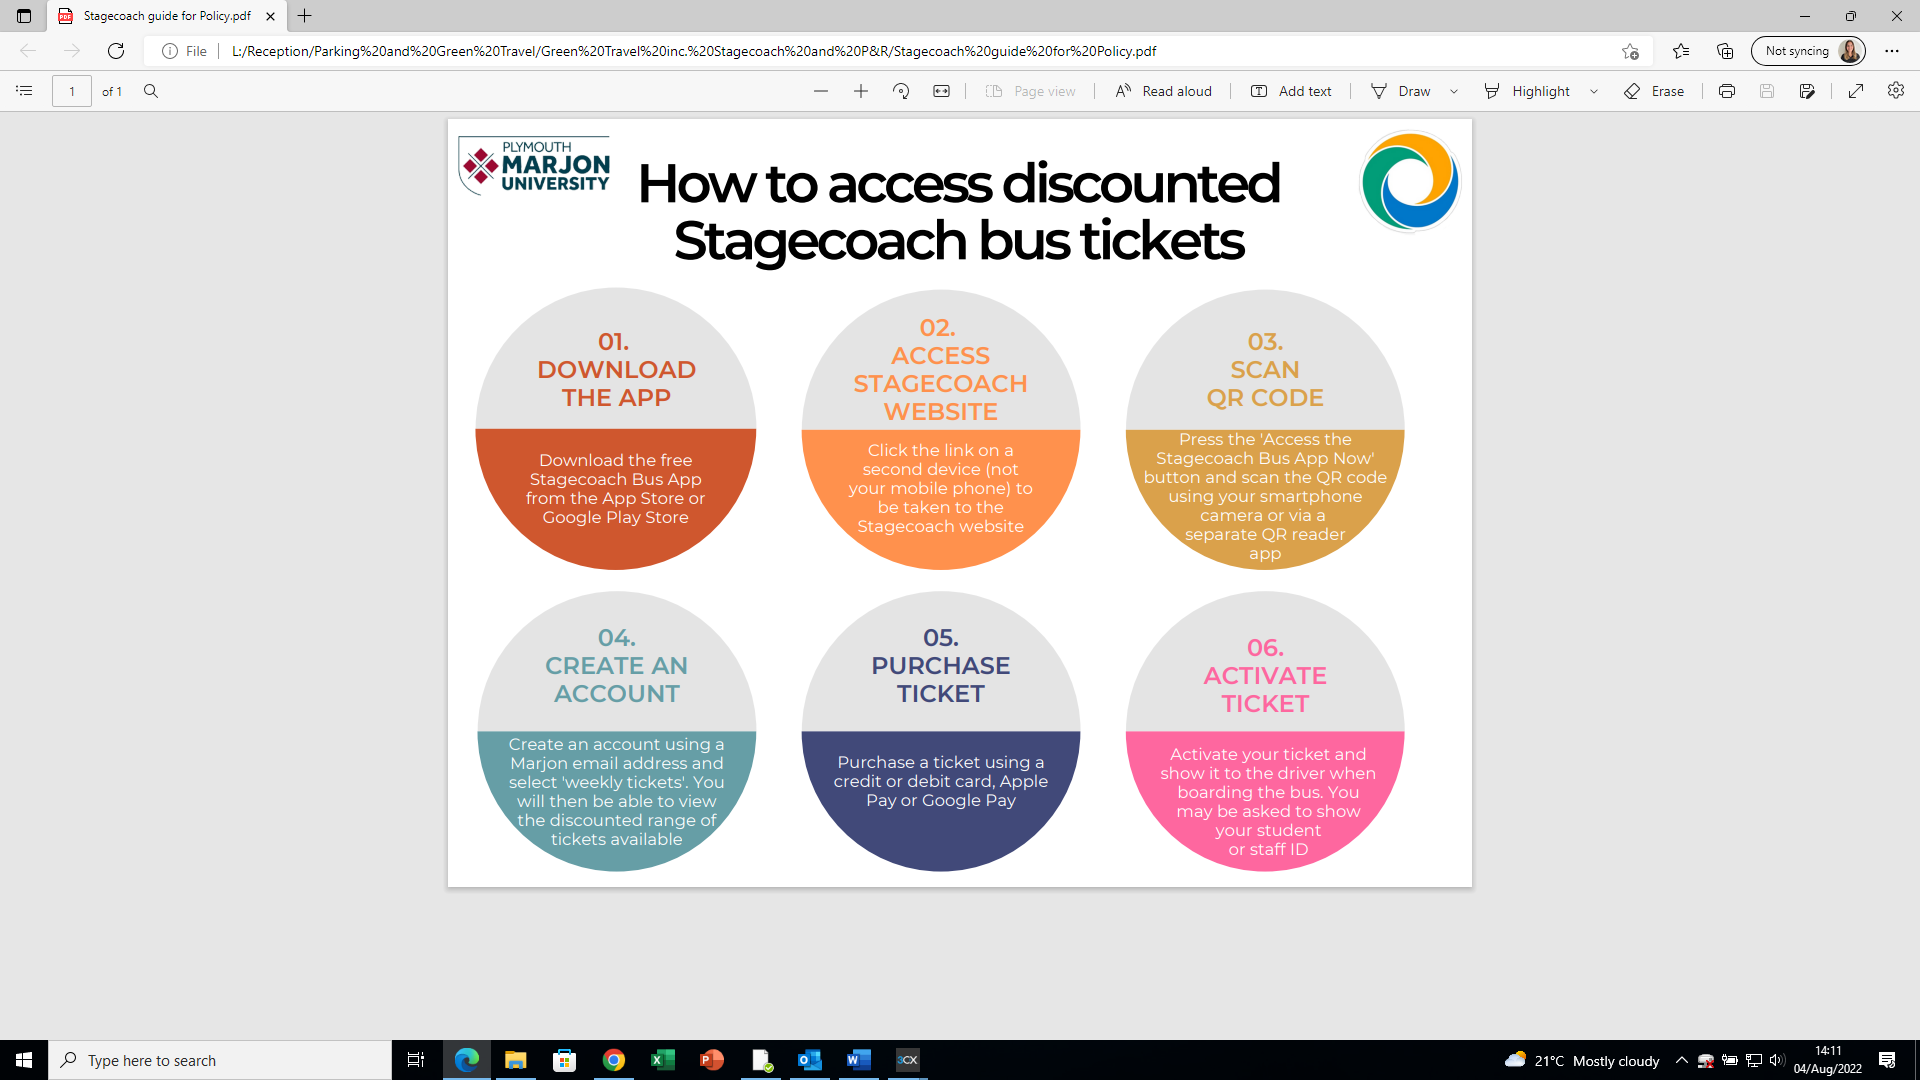 Stagecoach guide for Policy.pdf
File
L:/Reception/Parking%20and%20Green%20Travel/Green%20Travel%20inc.%20Stagecoach%20and%20P&R/Stagecoach%20guide%20for%20Policy.pdf
Not syncing
1 of 1
Page view
Read aloud
Add text
Draw
Highlight
Erase
PLYMOUTH
MARJON
UNIVERSITY
How to access discounted
Stagecoach bus tickets
01.
DOWNLOAD
THE APP
Download the free
Stagecoach Bus App
from the App Store or
Google Play Store
02.
ACCESS
STAGECOACH
WEBSITE
Click the link on a
second device (not
your mobile phone) to
be taken to the
Stagecoach website
03.
SCAN
QR CODE
Press the 'Access the
Stagecoach Bus App Now'
button and scan the QR code
using your smartphone
camera or via a
separate QR reader
app
04.
CREATE AN
ACCOUNT
Create an account using a
Marjon email address and
select 'weekly tickets'. You
will then be able to view
the discounted range of
tickets available
05.
PURCHASE
TICKET
Purchase a ticket using a
credit or debit card, Apple
Pay or Google Pay
06.
ACTIVATE
TICKET
Activate your ticket and
show it to the driver when
boarding the bus. You
may be asked to show
your student
or staff ID
Type here to search
3CX
21°C Mostly cloudy
14:11
04/Aug/2022